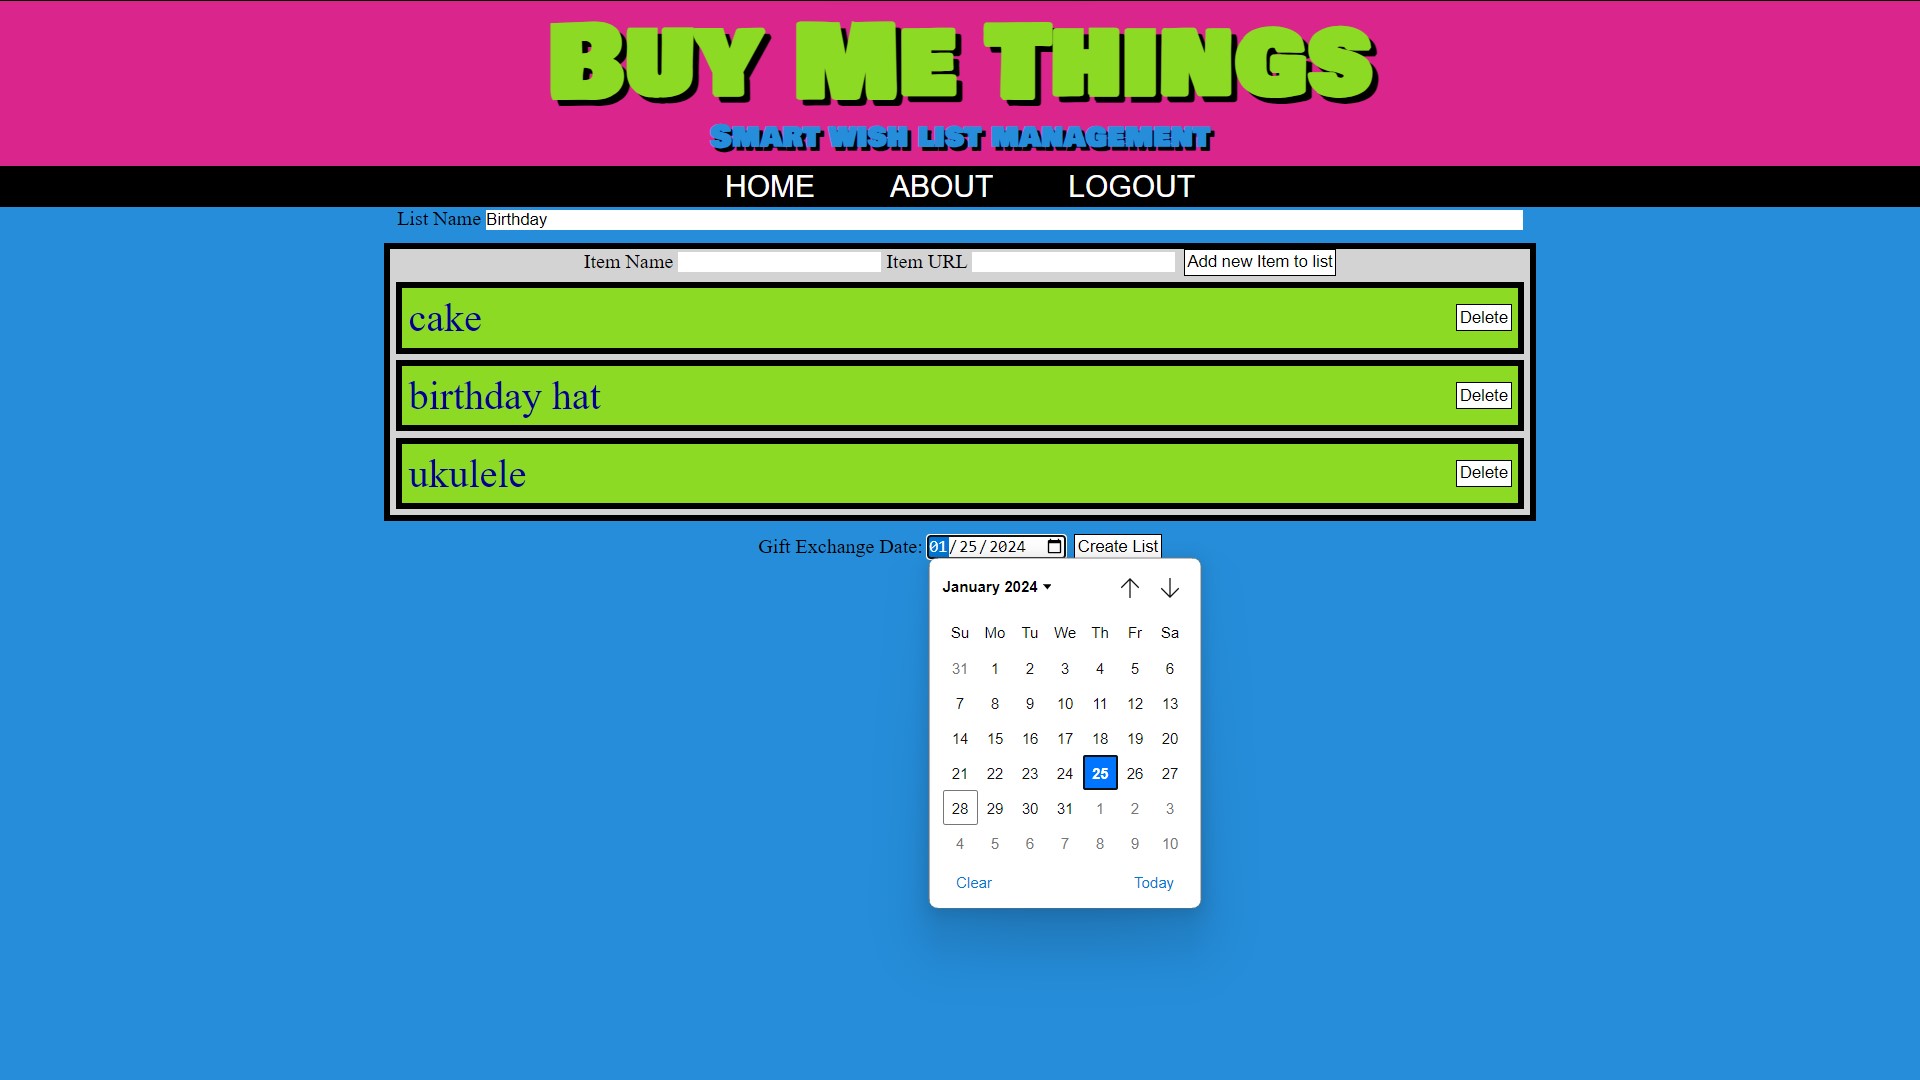 Buy Me Things
Smart wish list management
HOME ABOUT LOGOUT
List Name Birthday
Item Name Item URL Add new Item to list
cake Delete
birthday hat Delete
ukulele Delete
Gift Exchange Date: 01/25/2024 Create List
January 2024
Su Mo Tu We Th Fr Sa
31 1 2 3 4 5 6
7 8 9 10 11 12 13
14 15 16 17 18 19 20
21 22 23 24 25 26 27
28 29 30 31 1 2 3
4 5 6 7 8 9 10
Clear Today